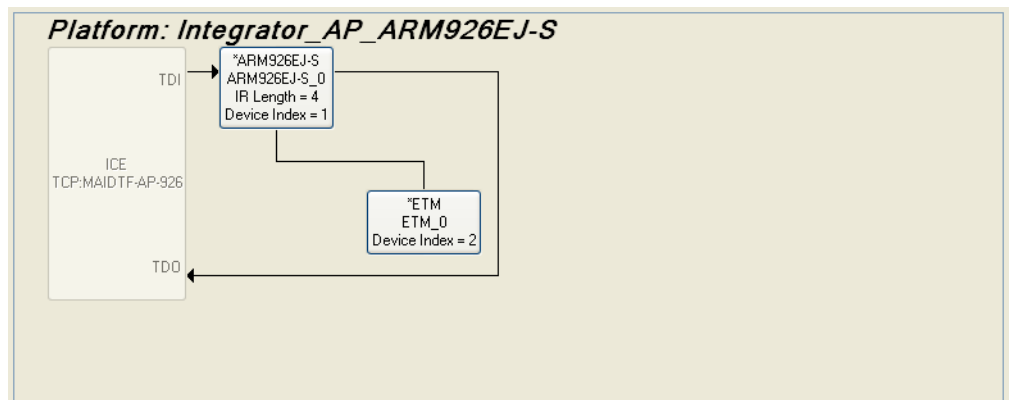 Platform: Integrator_AP_ARM926EJ-S
TDI
*ARM926EJ-S
ARM926EJ-S_0
IR Length = 4
Device Index = 1
ICE
TCP:MAIDTF-AP-926
*ETM
ETM_0
Device Index = 2
TDO